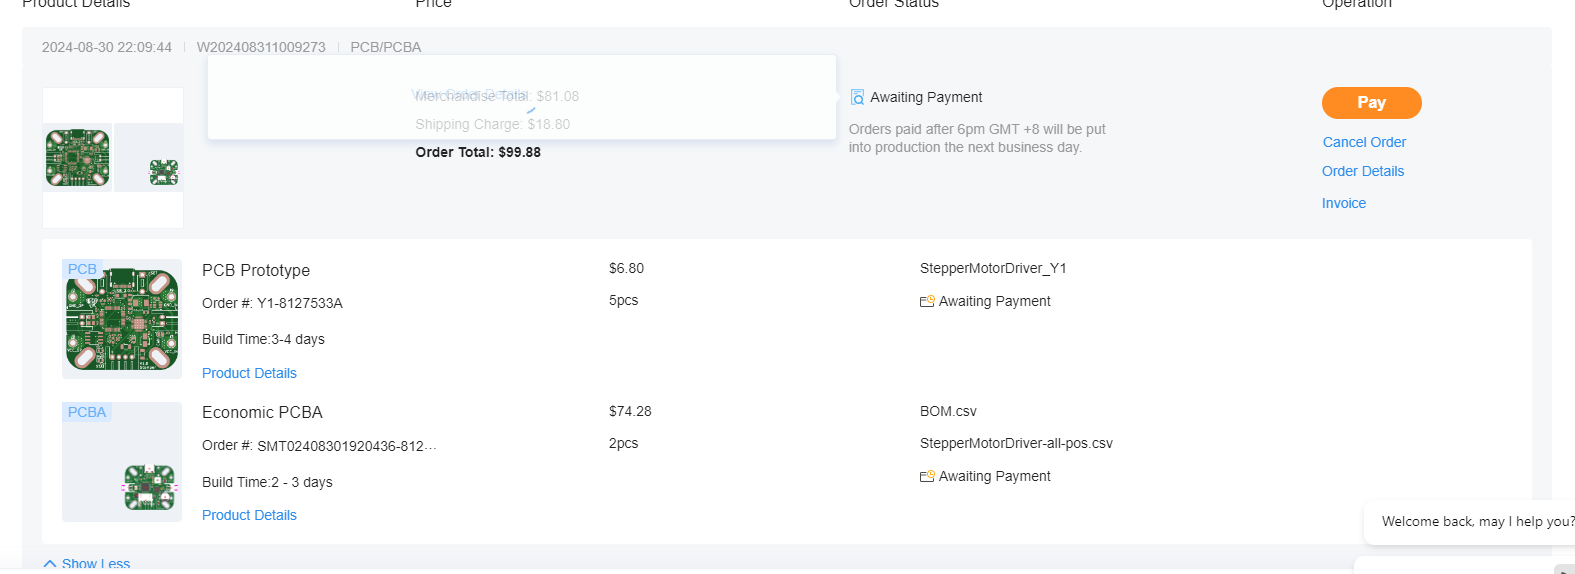 Product Details Price Order Status Operation
2024-08-30 22:09:44 W202408311009273 PCB/PCBA
View Order Details
Merchandise Total: $81.08
Shipping Charge: $18.80
Order Total: $99.88
Awaiting Payment
Orders paid after 6pm GMT +8 will be put
into production the next business day.
Pay
Cancel Order
Order Details
Invoice
PCB
PCB Prototype $6.80 StepperMotorDriver_Y1
Order #: Y1-8127533A 5pcs Awaiting Payment
Build Time:3-4 days
Product Details
PCBA
Economic PCBA $74.28 BOM.csv
Order #: SMT02408301920436-812... 2pcs StepperMotorDriver-all-pos.csv
Build Time:2 - 3 days Awaiting Payment
Product Details
Welcome back, may I help you?
Show Less